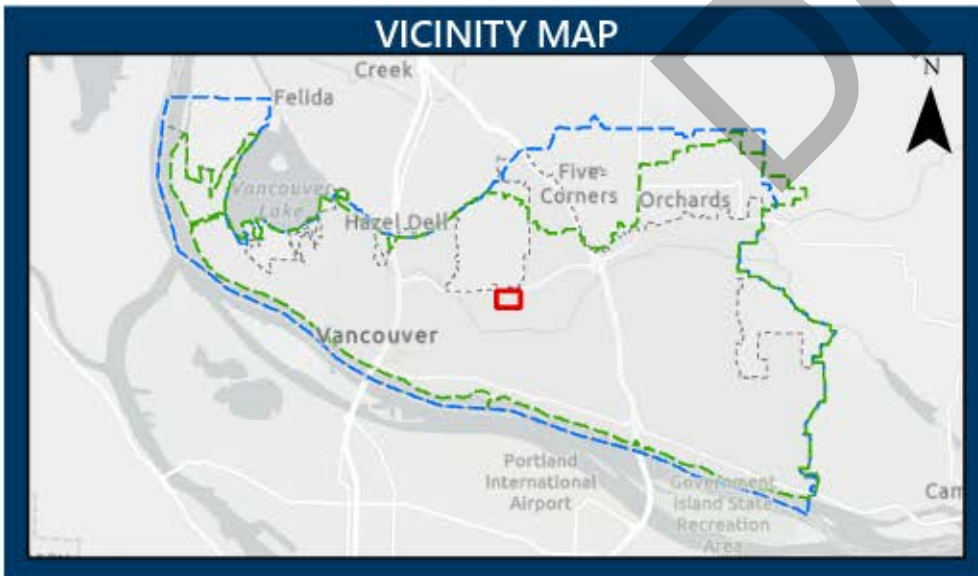 VICINITY MAP
Creek
N
Felida
Five
Corners
Orchards
Vancouver
Lake
Hazel Dell
Vancouver
Portland
International
Airport
Government
Island State
Recreation
Area
Cam